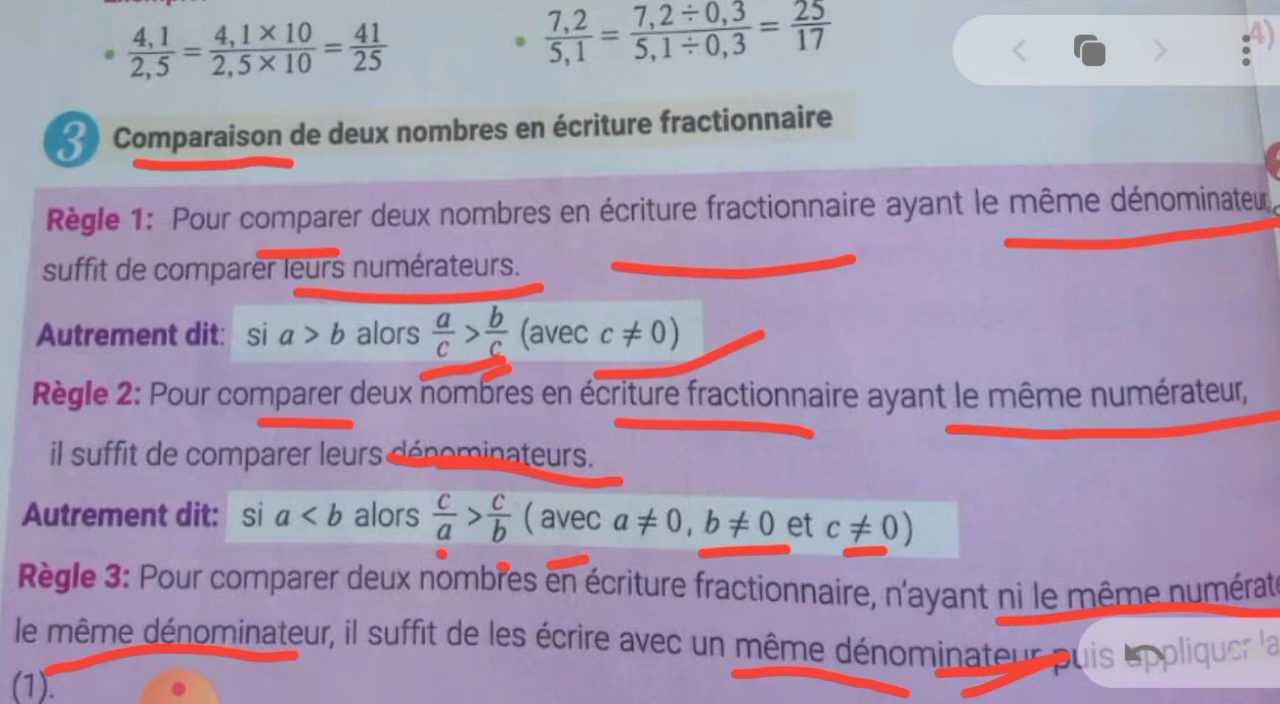 • 4,1/2,5 = 4,1 × 10/2,5 × 10 = 41/25 • 7,2/5,1 = 7,2 ÷ 0,3/5,1 ÷ 0,3 = 25/17
4)
3 Comparaison de deux nombres en écriture fractionnaire
Règle 1: Pour comparer deux nombres en écriture fractionnaire ayant le même dénominateur,
suffit de comparer leurs numérateurs.
Autrement dit: si a > b alors a/c > b/c (avec c ≠ 0)
Règle 2: Pour comparer deux nombres en écriture fractionnaire ayant le même numérateur,
il suffit de comparer leurs dénominateurs.
Autrement dit: si a < b alors c/a > c/b ( avec a ≠ 0, b ≠ 0 et c ≠ 0)
Règle 3: Pour comparer deux nombres en écriture fractionnaire, n'ayant ni le même numérat
le même dénominateur, il suffit de les écrire avec un même dénominateur puis appliquer la
(1).